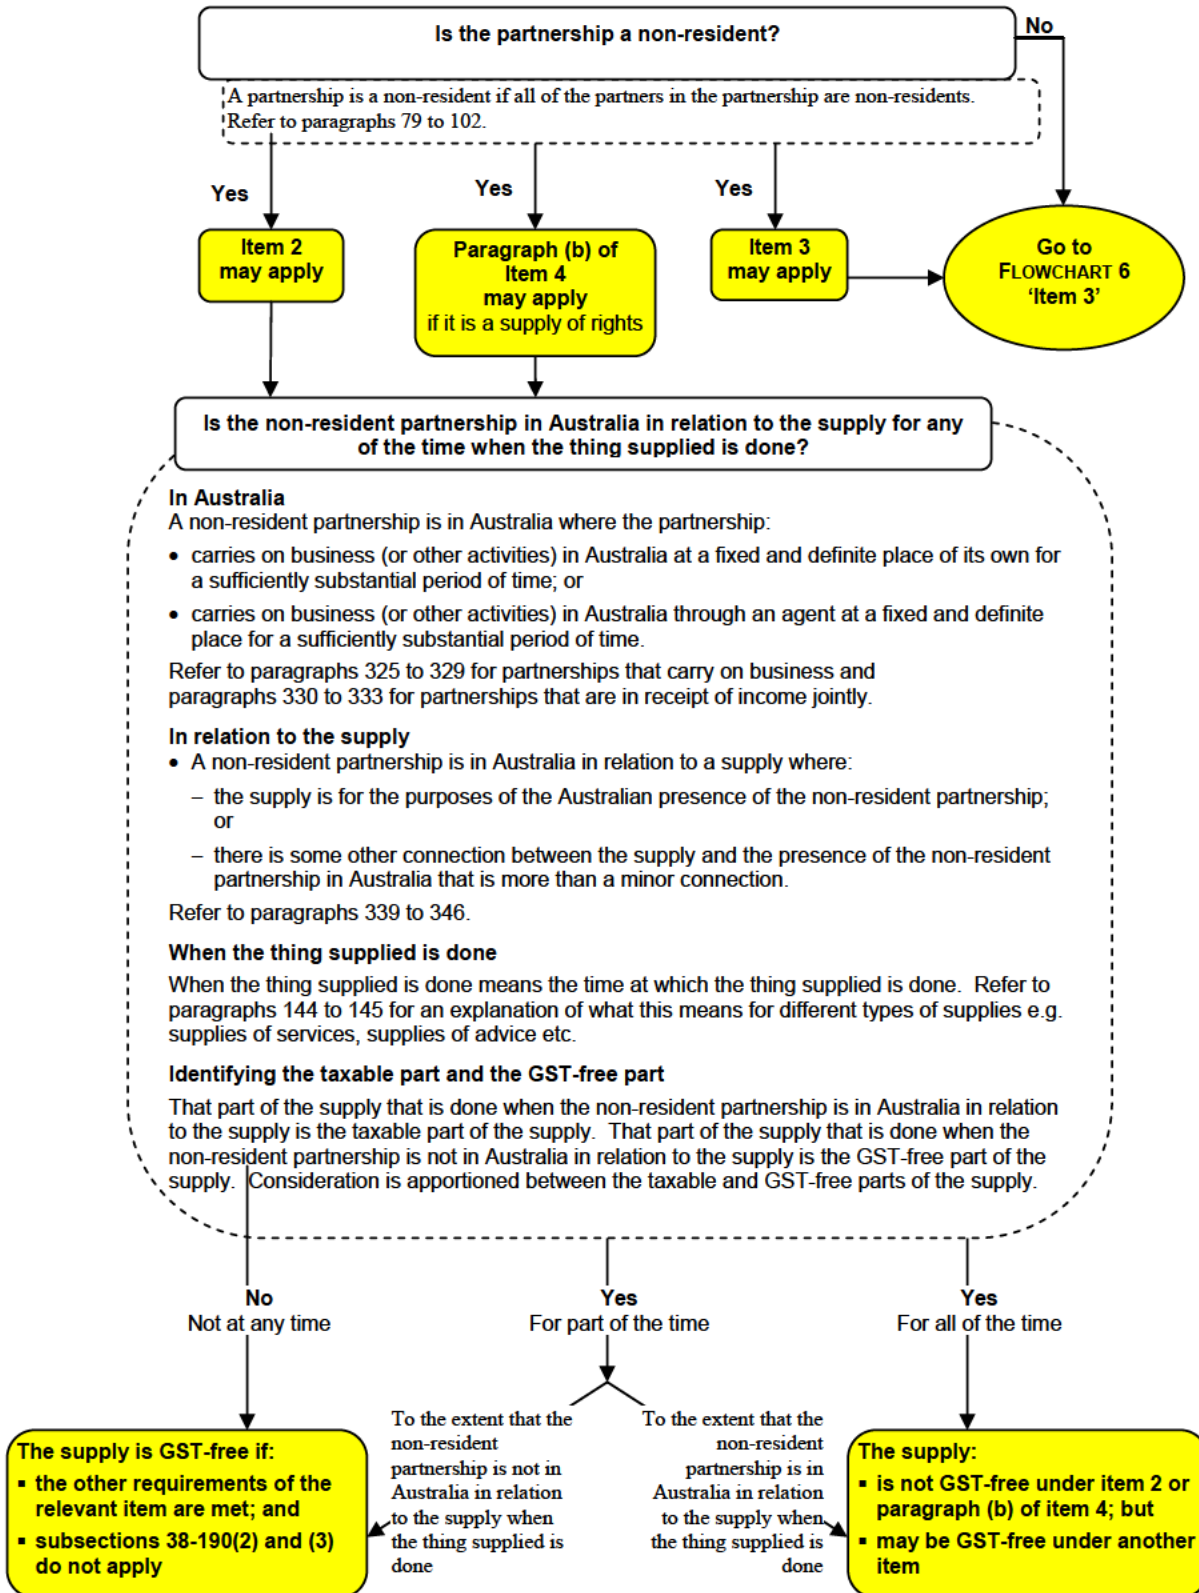 Is the partnership a non-resident?
No
A partnership is a non-resident if all of the partners in the partnership are non-residents.
Refer to paragraphs 79 to 102.
Yes
Yes
Yes
Item 2
may apply
Paragraph (b) of
Item 4
may apply
if it is a supply of rights
Item 3
may apply
Go to
FLOWCHART 6
‘Item 3’
Is the non-resident partnership in Australia in relation to the supply for any
of the time when the thing supplied is done?
In Australia
A non-resident partnership is in Australia where the partnership:
• carries on business (or other activities) in Australia at a fixed and definite place of its own for
a sufficiently substantial period of time; or
• carries on business (or other activities) in Australia through an agent at a fixed and definite
place for a sufficiently substantial period of time.
Refer to paragraphs 325 to 329 for partnerships that carry on business and
paragraphs 330 to 333 for partnerships that are in receipt of income jointly.
In relation to the supply
• A non-resident partnership is in Australia in relation to a supply where:
– the supply is for the purposes of the Australian presence of the non-resident partnership;
or
– there is some other connection between the supply and the presence of the non-resident
partnership in Australia that is more than a minor connection.
Refer to paragraphs 339 to 346.
When the thing supplied is done
When the thing supplied is done means the time at which the thing supplied is done. Refer to
paragraphs 144 to 145 for an explanation of what this means for different types of supplies e.g.
supplies of services, supplies of advice etc.
Identifying the taxable part and the GST-free part
That part of the supply that is done when the non-resident partnership is in Australia in relation
to the supply is the taxable part of the supply. That part of the supply that is done when the
non-resident partnership is not in Australia in relation to the supply is the GST-free part of the
supply. Consideration is apportioned between the taxable and GST-free parts of the supply.
No
Not at any time
Yes
For part of the time
Yes
For all of the time
The supply is GST-free if:
▪ the other requirements of the
relevant item are met; and
▪ subsections 38-190(2) and (3)
do not apply
To the extent that the
non-resident
partnership is not in
Australia in relation
to the supply when
the thing supplied is
done
To the extent that the
non-resident
partnership is in
Australia in relation
to the supply when
the thing supplied is
done
The supply:
▪ is not GST-free under item 2 or
paragraph (b) of item 4; but
▪ may be GST-free under another
item